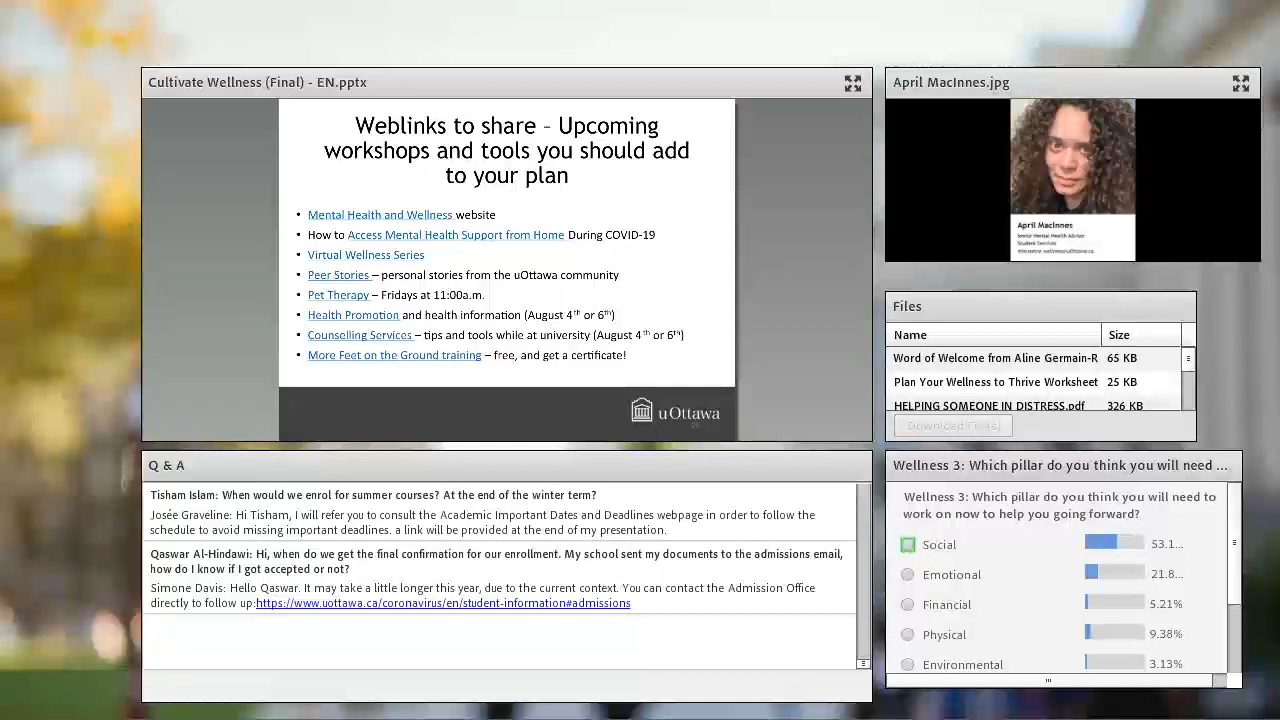 Cultivate Wellness (Final) - EN.pptx
Weblinks to share – Upcoming
workshops and tools you should add
to your plan
• Mental Health and Wellness website
• How to Access Mental Health Support from Home During COVID-19
• Virtual Wellness Series
• Peer Stories – personal stories from the uOttawa community
• Pet Therapy – Fridays at 11:00a.m.
• Health Promotion and health information (August 4th or 6th)
• Counselling Services – tips and tools while at university (August 4th or 6th)
• More Feet on the Ground training – free, and get a certificate!
uOttawa
April MacInnes.jpg
April MacInnes
Senior Mental Health Advisor
Student Services
Files
Name Size
Word of Welcome from Aline Germain-R 65 KB
Plan Your Wellness to Thrive Worksheet 25 KB
HELPING SOMEONE IN DISTRESS.pdf 326 KB
Download File(s)
Q & A
Tisham Islam: When would we enrol for summer courses? At the end of the winter term?
Josée Graveline: Hi Tisham, I will refer you to consult the Academic Important Dates and Deadlines webpage in order to follow the
schedule to avoid missing important deadlines. a link will be provided at the end of my presentation.
Qaswar Al-Hindawi: Hi, when do we get the final confirmation for our enrollment. My school sent my documents to the admissions email,
how do I know if I got accepted or not?
Simone Davis: Hello Qaswar. It may take a little longer this year, due to the current context. You can contact the Admission Office
directly to follow up:https://www.uottawa.ca/coronavirus/en/student-information#admissions
Wellness 3: Which pillar do you think you will need ...
Wellness 3: Which pillar do you think you will need to
work on now to help you going forward?
Social 53.1...
Emotional 21.8...
Financial 5.21%
Physical 9.38%
Environmental 3.13%